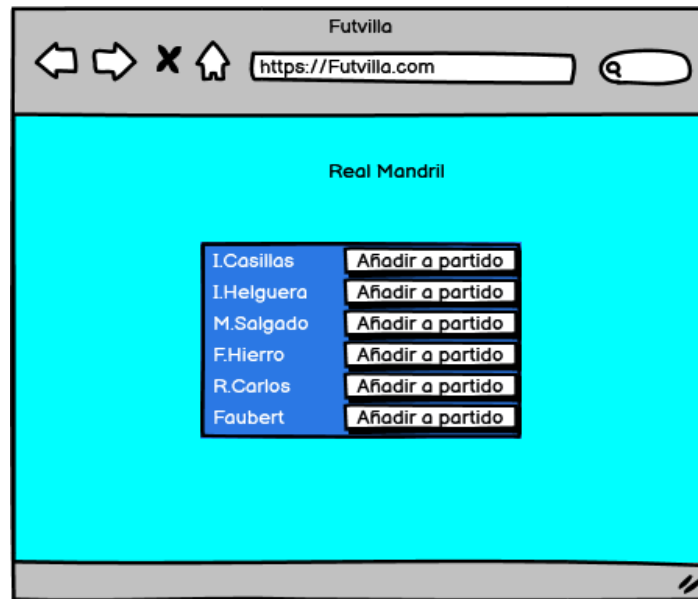 Futvilla
https://Futvilla.com
Real Mandril
I.Casillas Añadir a partido
I.Helguera Añadir a partido
M.Salgado Añadir a partido
F.Hierro Añadir a partido
R.Carlos Añadir a partido
Faubert Añadir a partido